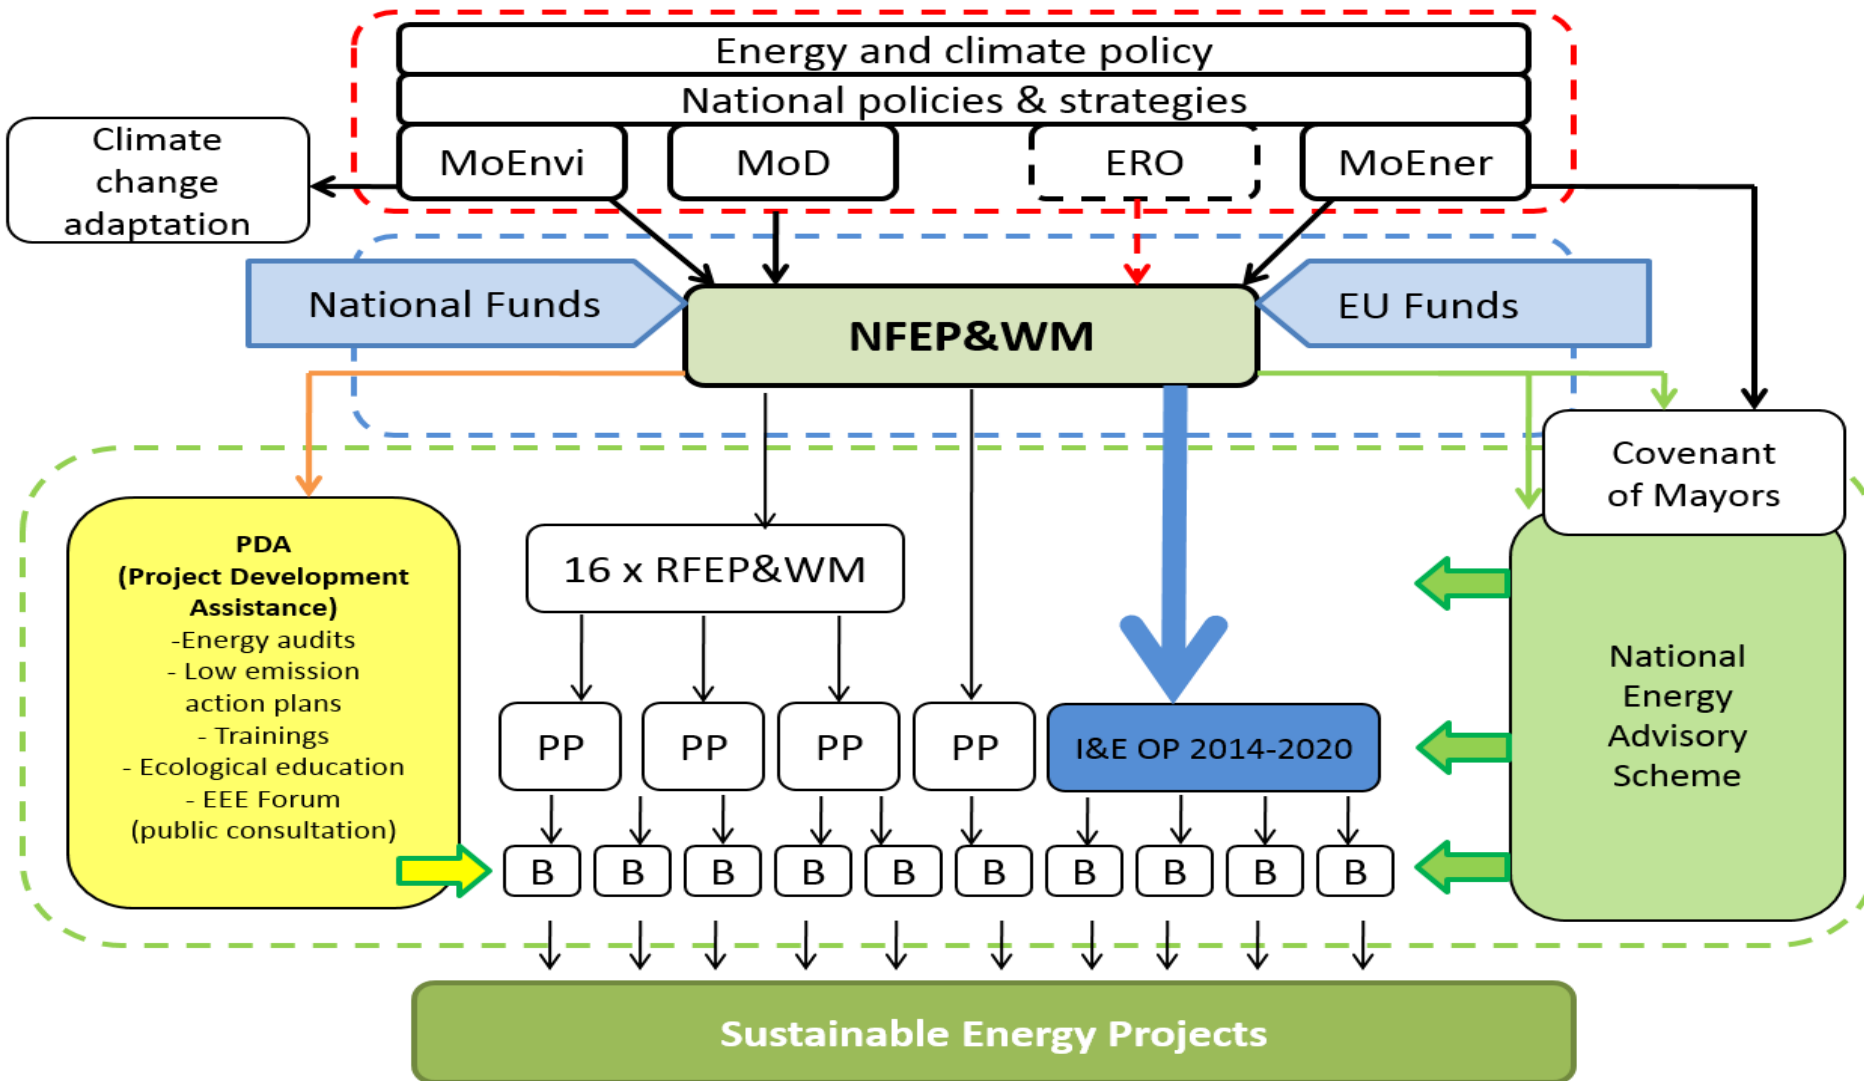 Energy and climate policy
National policies & strategies
Climate
change
adaptation
MoEnvi
MoD
ERO
MoEner
National Funds
NFEP&WM
EU Funds
Covenant
of Mayors
PDA
(Project Development
Assistance)
-Energy audits
- Low emission
action plans
- Trainings
- Ecological education
- EEE Forum
(public consultation)
16 x RFEP&WM
PP
PP
PP
PP
I&E OP 2014-2020
National
Energy
Advisory
Scheme
B
B
B
B
B
B
B
B
B
B
Sustainable Energy Projects